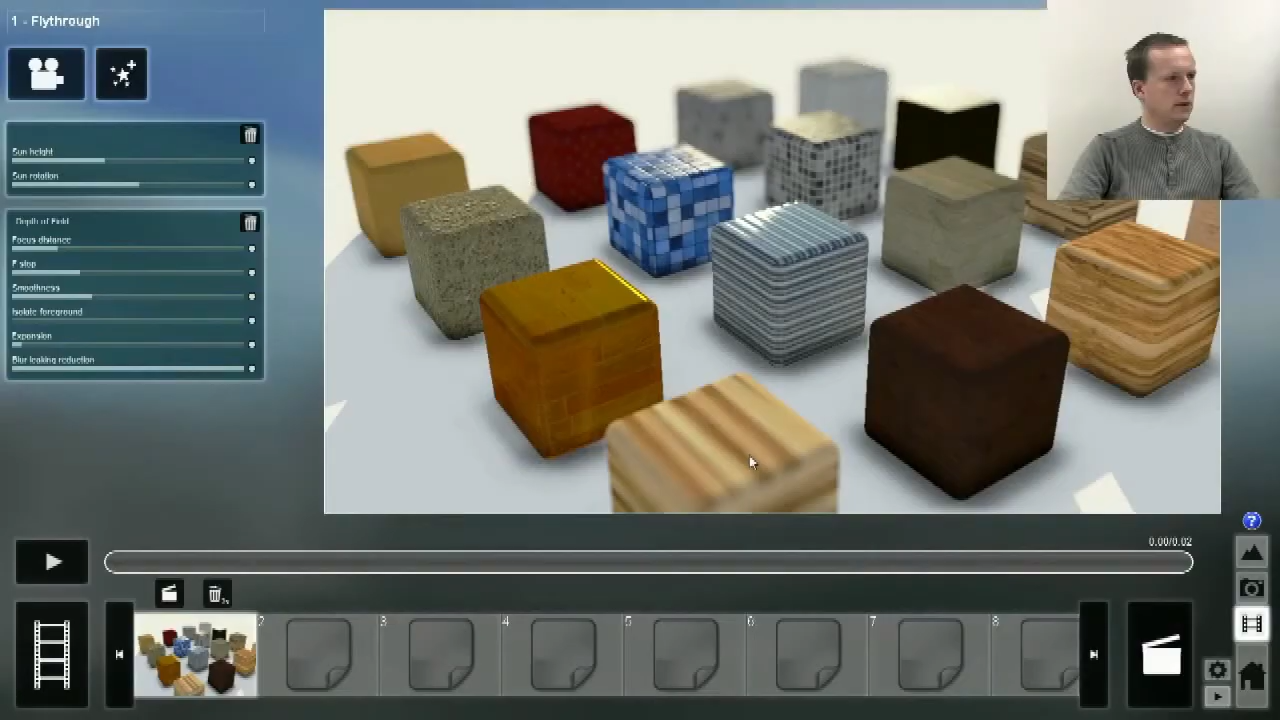 1 - Flythrough
Sun height
Sun rotation
Depth of Field
Focus distance
F stop
Smoothness
Isolate foreground
Expansion
Blur leaking reduction
?
0.00/0.02
2
3
4
5
6
7
8